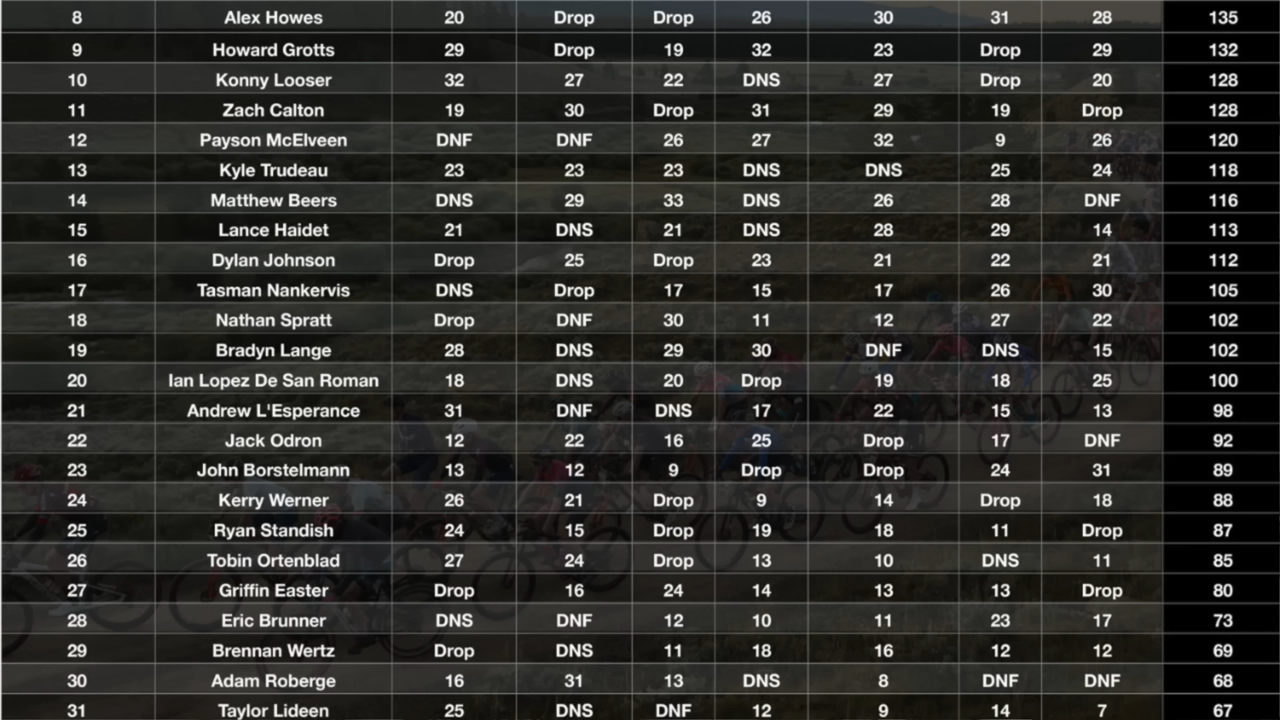 8 Alex Howes 20 Drop Drop 26 30 31 28 135
9 Howard Grotts 29 Drop 19 32 23 Drop 29 132
10 Konny Looser 32 27 22 DNS 27 Drop 20 128
11 Zach Calton 19 30 Drop 31 29 19 Drop 128
12 Payson McElveen DNF DNF 26 27 32 9 26 120
13 Kyle Trudeau 23 23 23 DNS DNS 25 24 118
14 Matthew Beers DNS 29 33 DNS 26 28 DNF 116
15 Lance Haidet 21 DNS 21 DNS 28 29 14 113
16 Dylan Johnson Drop 25 Drop 23 21 22 21 112
17 Tasman Nankervis DNS Drop 17 15 17 26 30 105
18 Nathan Spratt Drop DNF 30 11 12 27 22 102
19 Bradyn Lange 28 DNS 29 30 DNF DNS 15 102
20 Ian Lopez De San Roman 18 DNS 20 Drop 19 18 25 100
21 Andrew L'Esperance 31 DNF DNS 17 22 15 13 98
22 Jack Odron 12 22 16 25 Drop 17 DNF 92
23 John Borstelmann 13 12 9 Drop Drop 24 31 89
24 Kerry Werner 26 21 Drop 9 14 Drop 18 88
25 Ryan Standish 24 15 Drop 19 18 11 Drop 87
26 Tobin Ortenblad 27 24 Drop 13 10 DNS 11 85
27 Griffin Easter Drop 16 24 14 13 13 Drop 80
28 Eric Brunner DNS DNF 12 10 11 23 17 73
29 Brennan Wertz Drop DNS 11 18 16 12 12 69
30 Adam Roberge 16 31 13 DNS 8 DNF DNF 68
31 Taylor Lideen 25 DNS DNF 12 9 14 7 67